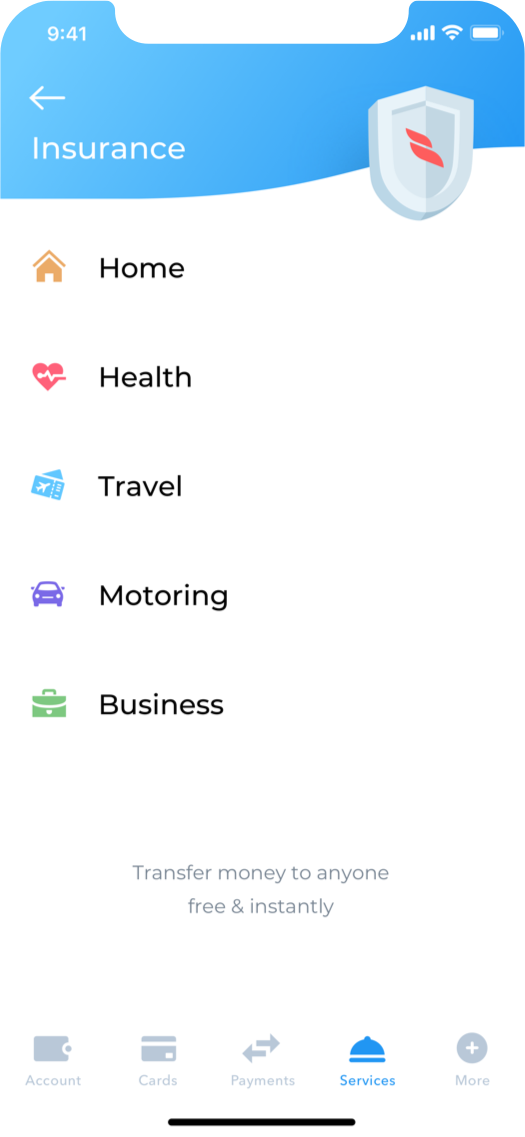 9:41
Insurance
Home
Health
Travel
Motoring
Business
Transfer money to anyone
free & instantly
Account
Cards
Payments
Services
More